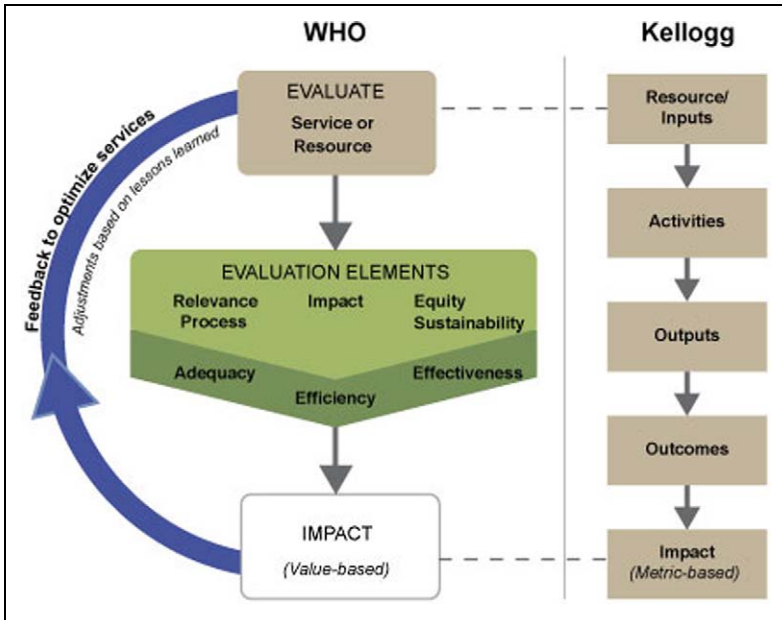 WHO
EVALUATE
Service or
Resource
Feedback to optimize services
Adjustments based on lessons learned
EVALUATION ELEMENTS
Relevance
Process
Impact
Equity
Sustainability
Adequacy
Efficiency
Effectiveness
IMPACT
(Value-based)
Kellogg
Resource/
Inputs
Activities
Outputs
Outcomes
Impact
(Metric-based)